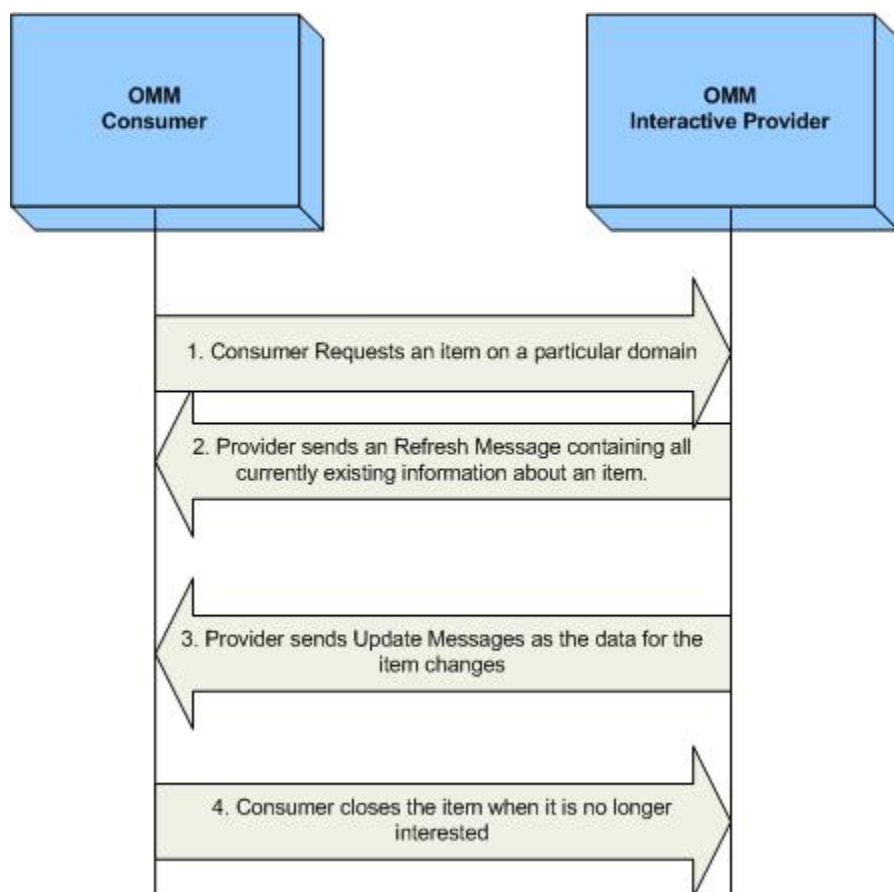 OMM
Consumer
OMM
Interactive Provider
1. Consumer Requests an item on a particular domain
2. Provider sends an Refresh Message containing all
currently existing information about an item.
3. Provider sends Update Messages as the data for the
item changes
4. Consumer closes the item when it is no longer
interested